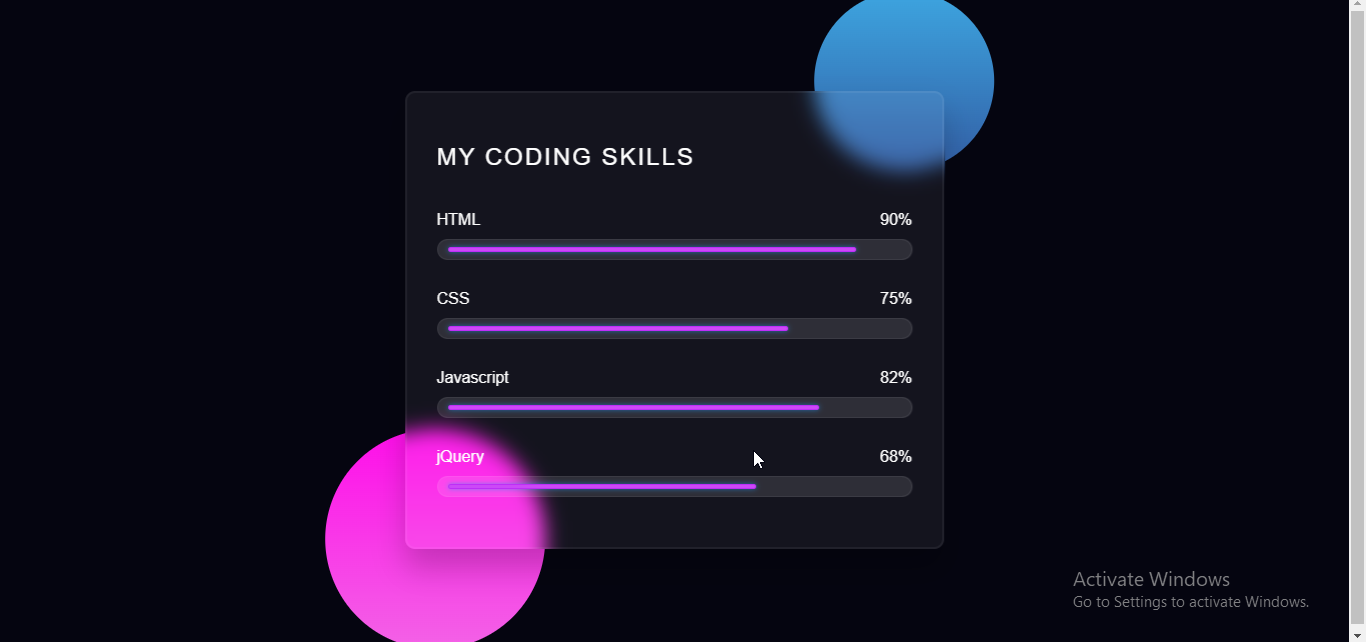 MY CODING SKILLS
HTML 90%
CSS 75%
Javascript 82%
jQuery 68%
Activate Windows
Go to Settings to activate Windows.